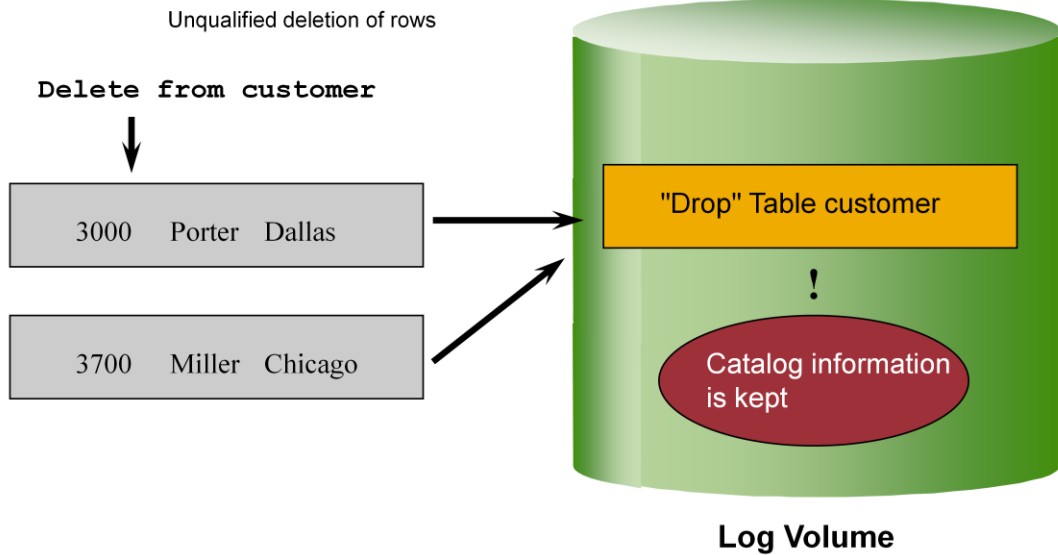 Unqualified deletion of rows
Delete from customer
3000 Porter Dallas
3700 Miller Chicago
"Drop" Table customer
!
Catalog information
is kept
Log Volume